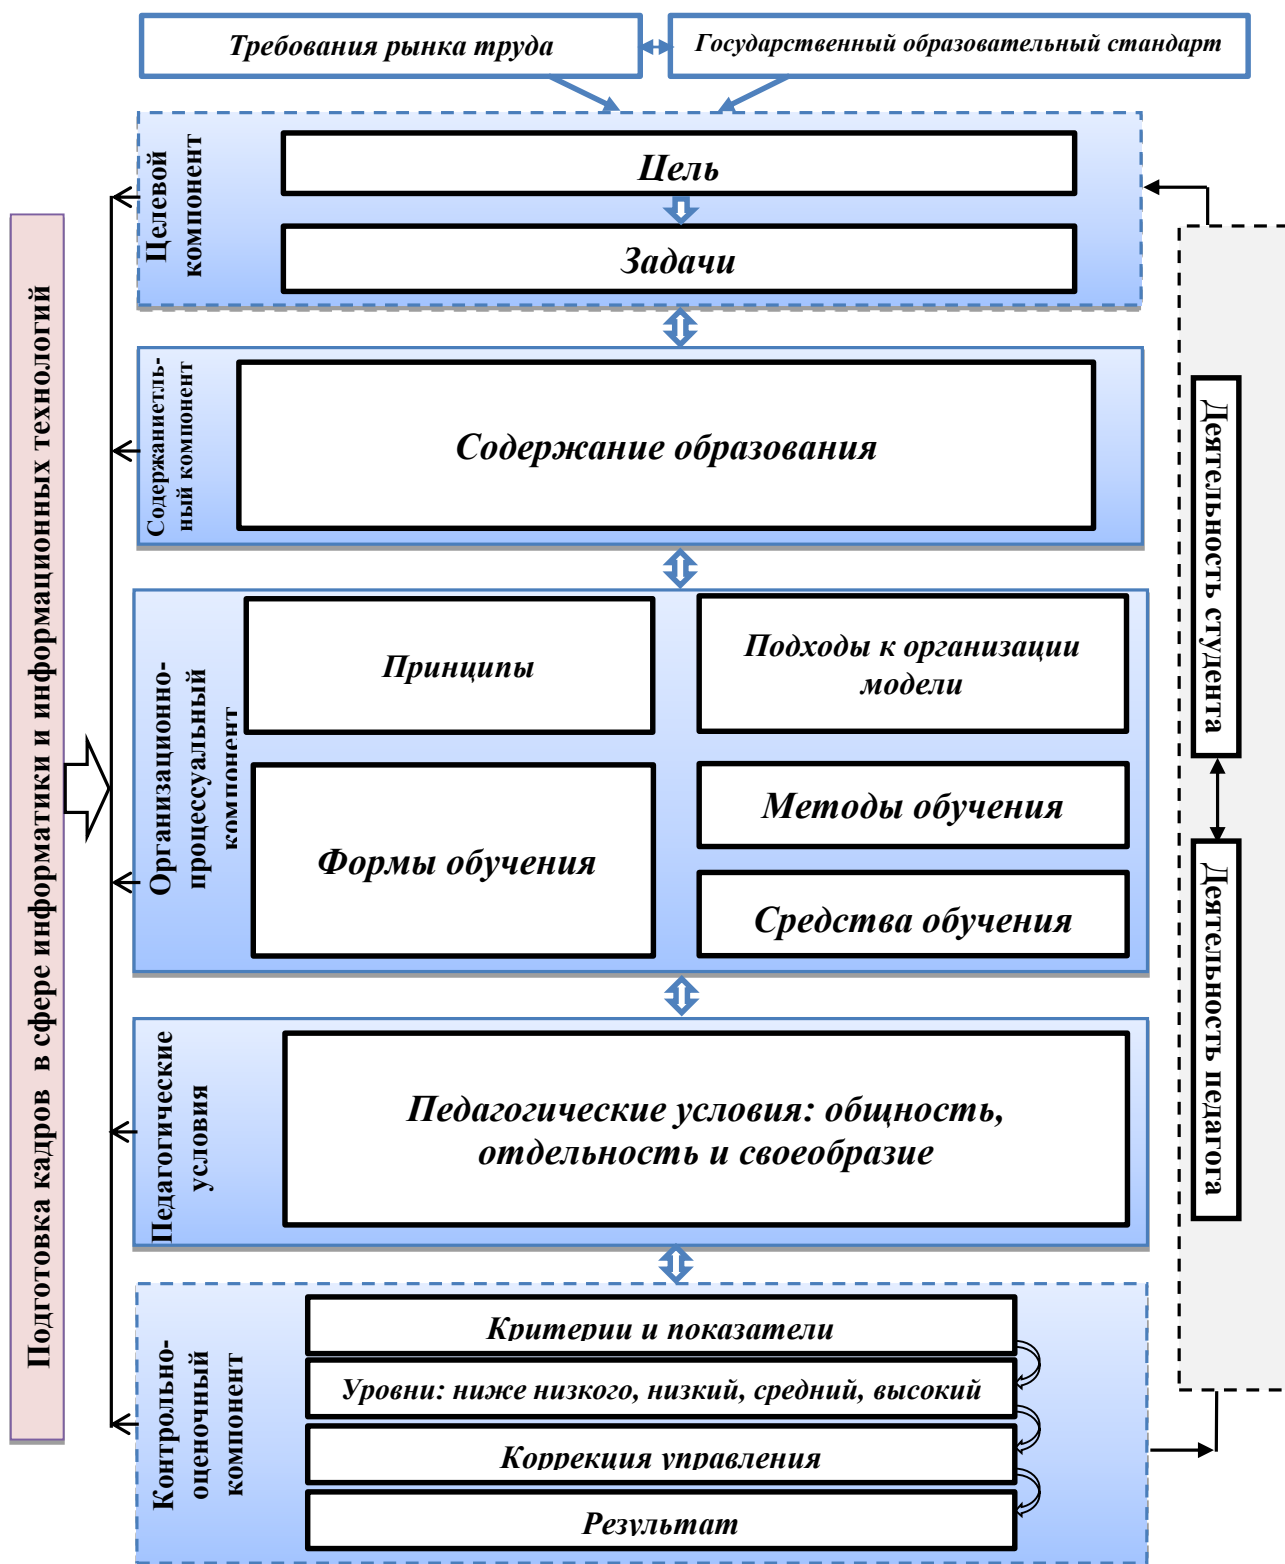 Требования рынка труда
Государственный образовательный стандарт
Целевой
компонент
Цель
Задачи
Подготовка кадров в сфере информатики и информационных технологий
Содержаниетль-
ный компонент
Содержание образования
Организационно-
процессуальный
компонент
Принципы
Подходы к организации
модели
Формы обучения
Методы обучения
Средства обучения
Деятельность студента
Деятельность педагога
Педагогические
условия
Педагогические условия: общность,
отдельность и своеобразие
Контрольно-
оценочный
компонент
Критерии и показатели
Уровни: ниже низкого, низкий, средний, высокий
Коррекция управления
Результат